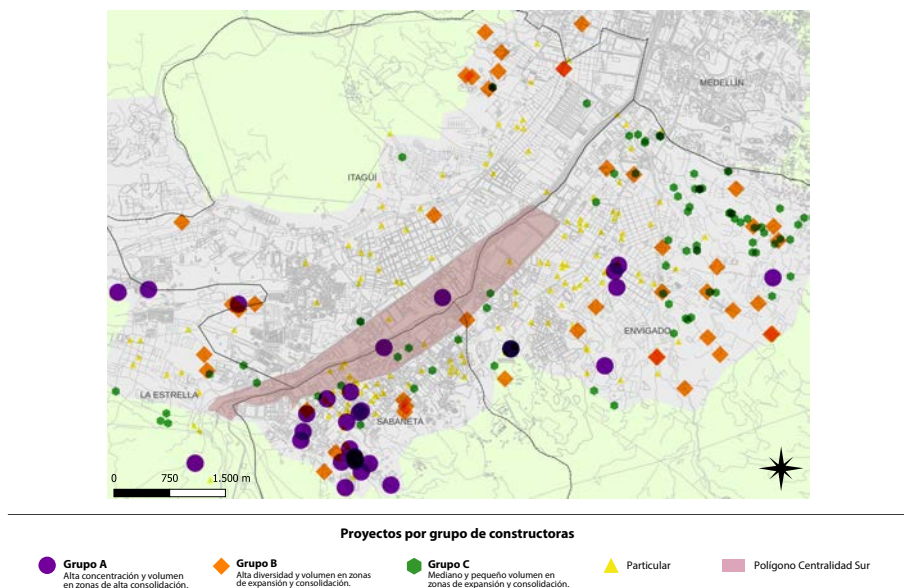 MEDELLÍN
ITAGÜÍ
ENVIGADO
LA ESTRELLA
SABANETA
0 750 1.500 m
Proyectos por grupo de constructoras
Grupo A
Alta concentración y volumen
en zonas de alta consolidación.
Grupo B
Alta diversidad y volumen en zonas
de expansión y consolidación.
Grupo C
Mediano y pequeño volumen en
zonas de expansión y consolidación.
Particular
Polígono Centralidad Sur